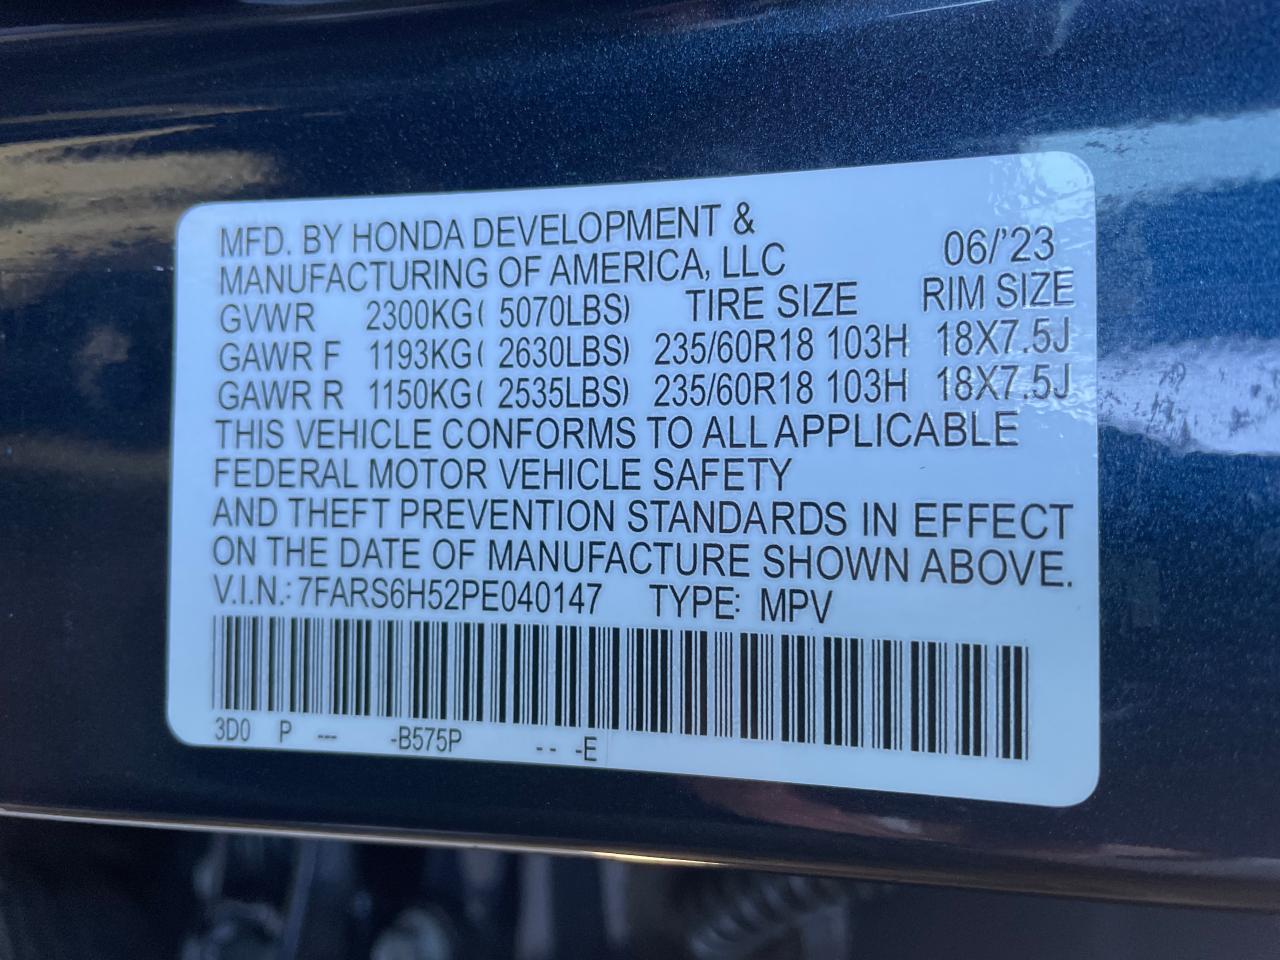 MFD. BY HONDA DEVELOPMENT &
MANUFACTURING OF AMERICA, LLC 06/'23
GVWR 2300KG( 5070LBS) TIRE SIZE RIM SIZE
GAWR F 1193KG( 2630LBS) 235/60R18 103H 18X7.5J
GAWR R 1150KG( 2535LBS) 235/60R18 103H 18X7.5J
THIS VEHICLE CONFORMS TO ALL APPLICABLE
FEDERAL MOTOR VEHICLE SAFETY
AND THEFT PREVENTION STANDARDS IN EFFECT
ON THE DATE OF MANUFACTURE SHOWN ABOVE.
V.I.N.: 7FARS6H52PE040147 TYPE: MPV
3D0 P --- -B575P -- -E